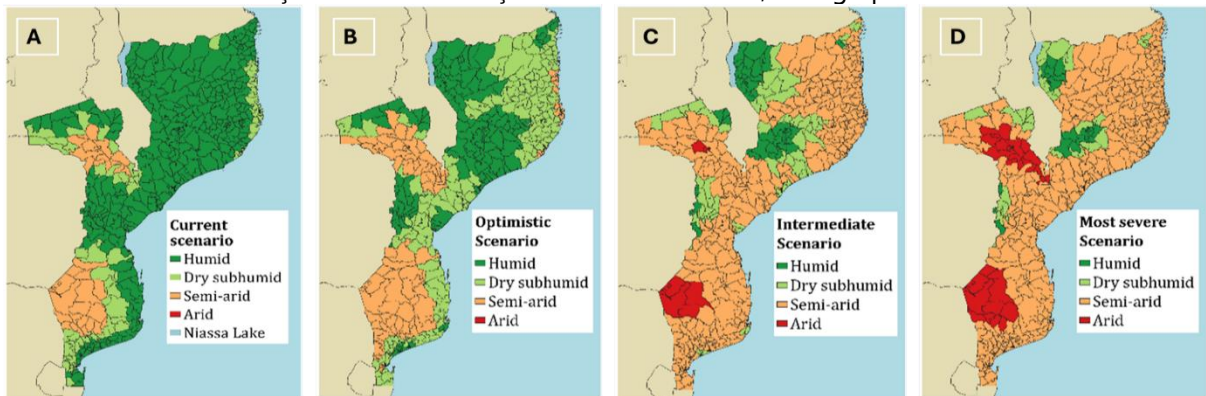 A
Current
scenario
Humid
Dry subhumid
Semi-arid
Arid
Niassa Lake
B
Optimistic
Scenario
Humid
Dry subhumid
Semi-arid
Arid
C
Intermediate
Scenario
Humid
Dry subhumid
Semi-arid
Arid
D
Most severe
Scenario
Humid
Dry subhumid
Semi-arid
Arid